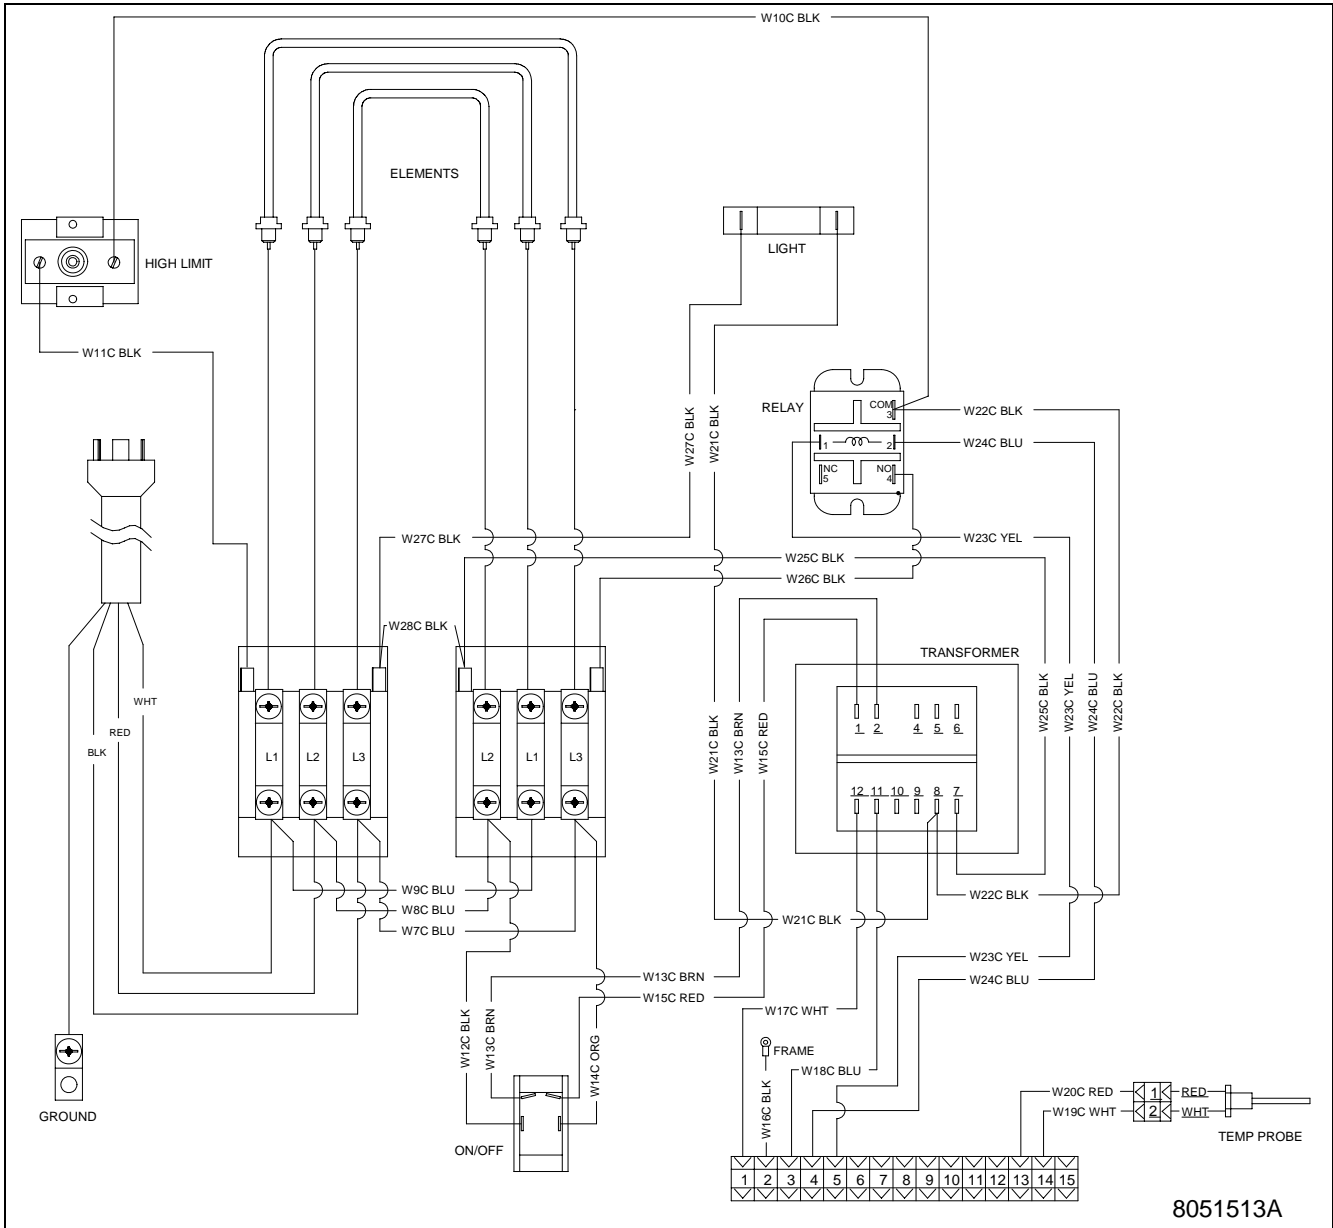 W10C BLK
ELEMENTS
LIGHT
HIGH LIMIT
W11C BLK
RELAY
COM
3
W22C BLK
1
2
W24C BLU
NC
5
NO
4
W27C BLK
W21C BLK
W27C BLK
W23C YEL
W25C BLK
W26C BLK
W28C BLK
TRANSFORMER
WHT
RED
BLK
W21C BLK
W13C BRN
W15C RED
W25C BLK
W23C YEL
W24C BLU
W22C BLK
1 2 4 5 6
L1 L2 L3
L2 L1 L3
12 11 10 9 8 7
W9C BLU
W8C BLU
W7C BLU
W22C BLK
W21C BLK
W23C YEL
W24C BLU
W13C BRN
W15C RED
W17C WHT
W12C BLK
W13C BRN
W14C ORG
FRAME
W18C BLU
W16C BLK
GROUND
ON/OFF
W20C RED
1
RED
W19C WHT
2
WHT
TEMP PROBE
1 2 3 4 5 6 7 8 9 10 11 12 13 14 15
8051513A